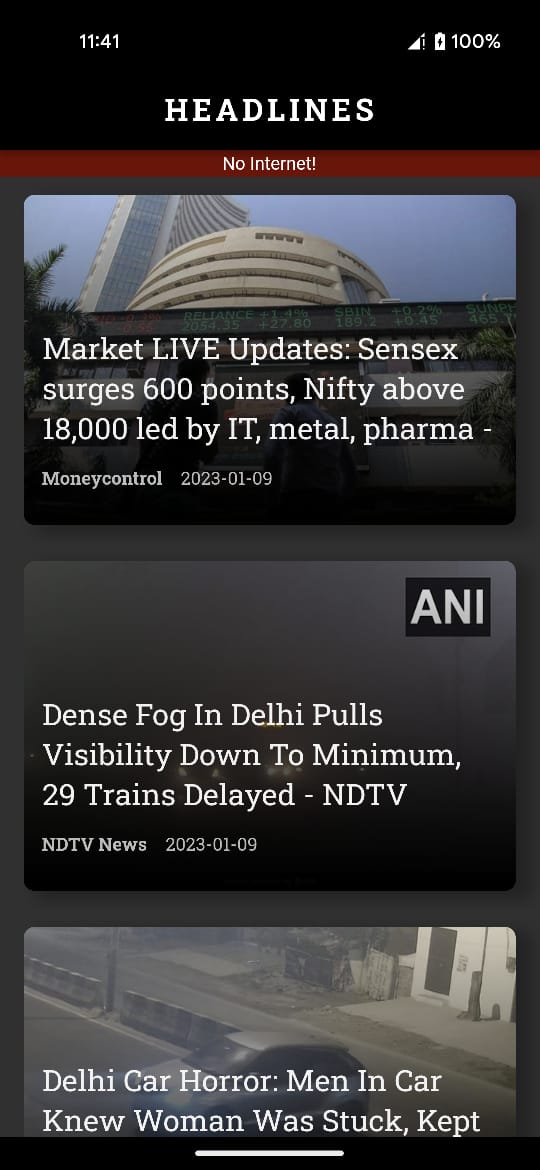 11:41
100%
HEADLINES
No Internet!
RELIANCE +1.4% SBIN +0.2% SUNP
2054.35 +27.80 189.2 +0.45 465
Market LIVE Updates: Sensex
surges 600 points, Nifty above
18,000 led by IT, metal, pharma -
Moneycontrol 2023-01-09
ANI
Dense Fog In Delhi Pulls
Visibility Down To Minimum,
29 Trains Delayed - NDTV
NDTV News 2023-01-09
Delhi Car Horror: Men In Car
Knew Woman Was Stuck, Kept